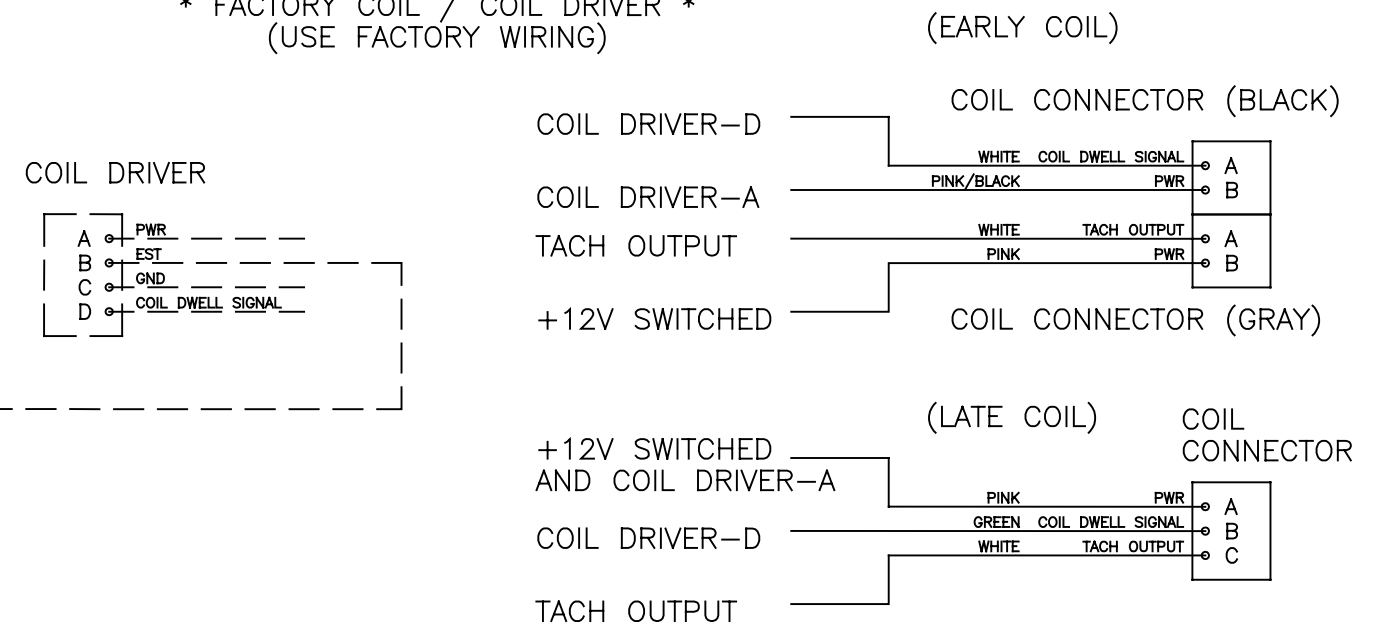 * FACTORY COIL / COIL DRIVER *
(USE FACTORY WIRING)
COIL DRIVER
A PWR
B EST
C GND
D COIL DWELL SIGNAL
(EARLY COIL)
COIL CONNECTOR (BLACK)
COIL DRIVER-D WHITE COIL DWELL SIGNAL A
COIL DRIVER-A PINK/BLACK PWR B
TACH OUTPUT WHITE TACH OUTPUT A
+12V SWITCHED PINK PWR B
COIL CONNECTOR (GRAY)
(LATE COIL)
COIL
CONNECTOR
+12V SWITCHED
AND COIL DRIVER-A PINK PWR A
COIL DRIVER-D GREEN COIL DWELL SIGNAL B
TACH OUTPUT WHITE TACH OUTPUT C